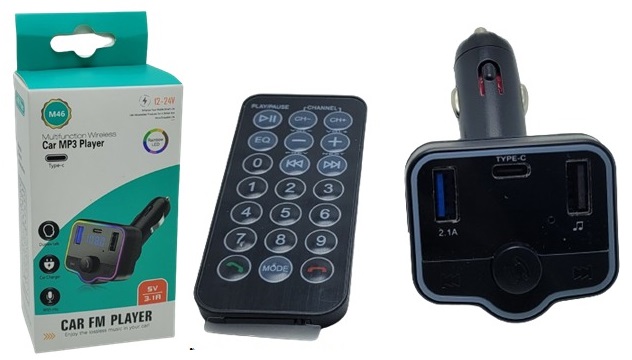 M46
12-24V
Multifunction Wireless
Car MP3 Player
Type-c
5V
3.1A
CAR FM PLAYER
Enjoy the wireless music in your car!
PLAY/PAUSE CHANNEL
CH- CH+
EQ - +
0
1 2 3
4 5 6
7 8 9
MODE
TYPE-C
2.1A